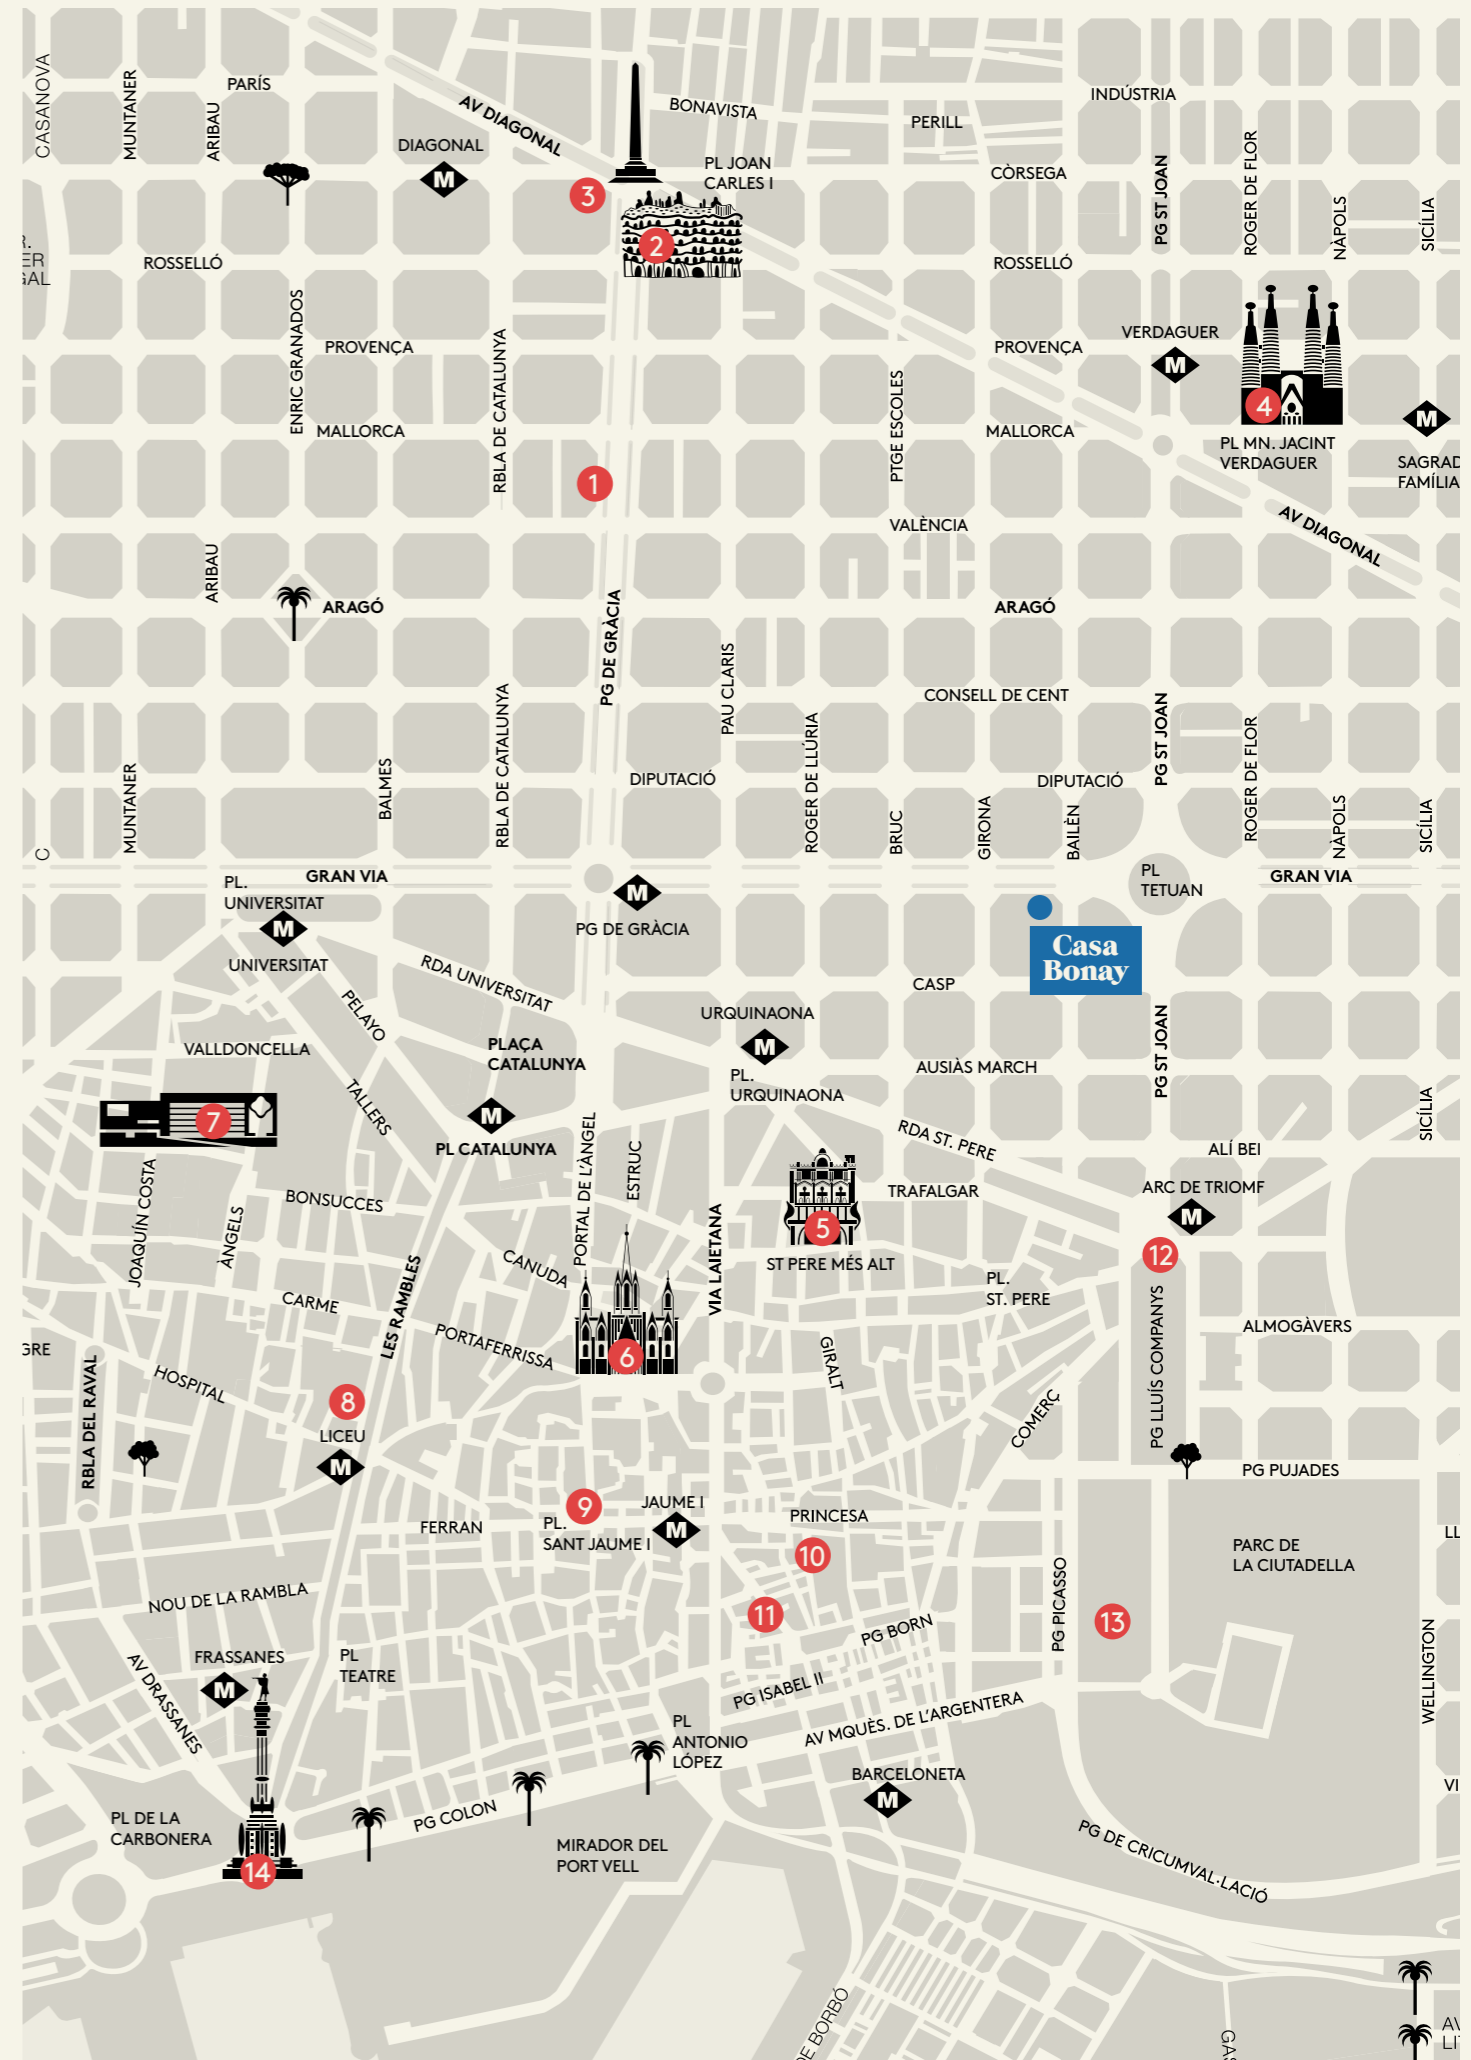 CASANOVA
MUNTANER
ARIBAU
PARÍS
AV DIAGONAL
DIAGONAL
M
BONAVISTA
PERILL
INDÚSTRIA
PL JOAN
CARLES I
CÒRSEGA
PG ST JOAN
ROGER DE FLOR
NÀPOLS
SICÍLIA
3
2
ER
GAL
ROSSELLÓ
ROSSELLÓ
ENRIC GRANADOS
PROVENÇA
RBLA DE CATALUNYA
PROVENÇA
VERDAGUER
M
MALLORCA
PTGE ESCOLES
MALLORCA
4
M
PL MN. JACINT
VERDAGUER
SAGRAD
FAMÍLIA
1
VALÈNCIA
AV DIAGONAL
ARIBAU
ARAGÓ
PG DE GRÀCIA
ARAGÓ
PAU CLARIS
CONSELL DE CENT
RBLA DE CATALUNYA
ROGER DE LLÚRIA
PG ST JOAN
ROGER DE FLOR
MUNTANER
BALMES
DIPUTACIÓ
DIPUTACIÓ
BRUC
GIRONA
BAILÈN
NÀPOLS
SICÍLIA
C
PL.
UNIVERSITAT
GRAN VIA
M
UNIVERSITAT
M
PG DE GRÀCIA
PL
TETUAN
GRAN VIA
Casa
Bonay
RDA UNIVERSITAT
CASP
PELAYO
URQUINAONA
M
PL.
URQUINAONA
PG ST JOAN
VALLDONCELLA
PLAÇA
CATALUNYA
AUSIÀS MARCH
7
TALLERS
M
PL CATALUNYA
PORTAL DE L'ÀNGEL
ESTRUC
RDA ST. PERE
SICÍLIA
ALÍ BEI
JOAQUÍN COSTA
ÀNGELS
BONSUCCES
TRAFALGAR
ARC DE TRIOMF
M
5
ST PERE MÉS ALT
VIA LAIETANA
12
CANUDA
PL.
ST. PERE
CARME
LES RAMBLES
PORTAFERRISSA
6
GIRALT
PG LLUÍS COMPANYS
ALMOGÀVERS
GRE
RBLA DEL RAVAL
HOSPITAL
8
LICEU
M
COMERÇ
PG PUJADES
9
PL.
SANT JAUME I
JAUME I
M
FERRAN
PRINCESA
10
LL
PARC DE
LA CIUTADELLA
NOU DE LA RAMBLA
11
PG BORN
PG PICASSO
13
WELLINGTON
FRASSANES
M
AV DRASSANES
PL
TEATRE
PG ISABEL II
AV MQUÈS. DE L'ARGENTERA
PL
ANTONIO
LÓPEZ
BARCELONETA
M
VI
PL DE LA
CARBONERA
PG COLON
14
MIRADOR DEL
PORT VELL
PG DE CRICUMVAL·LACIÓ
DE BORBÓ
GAS
AV
LI